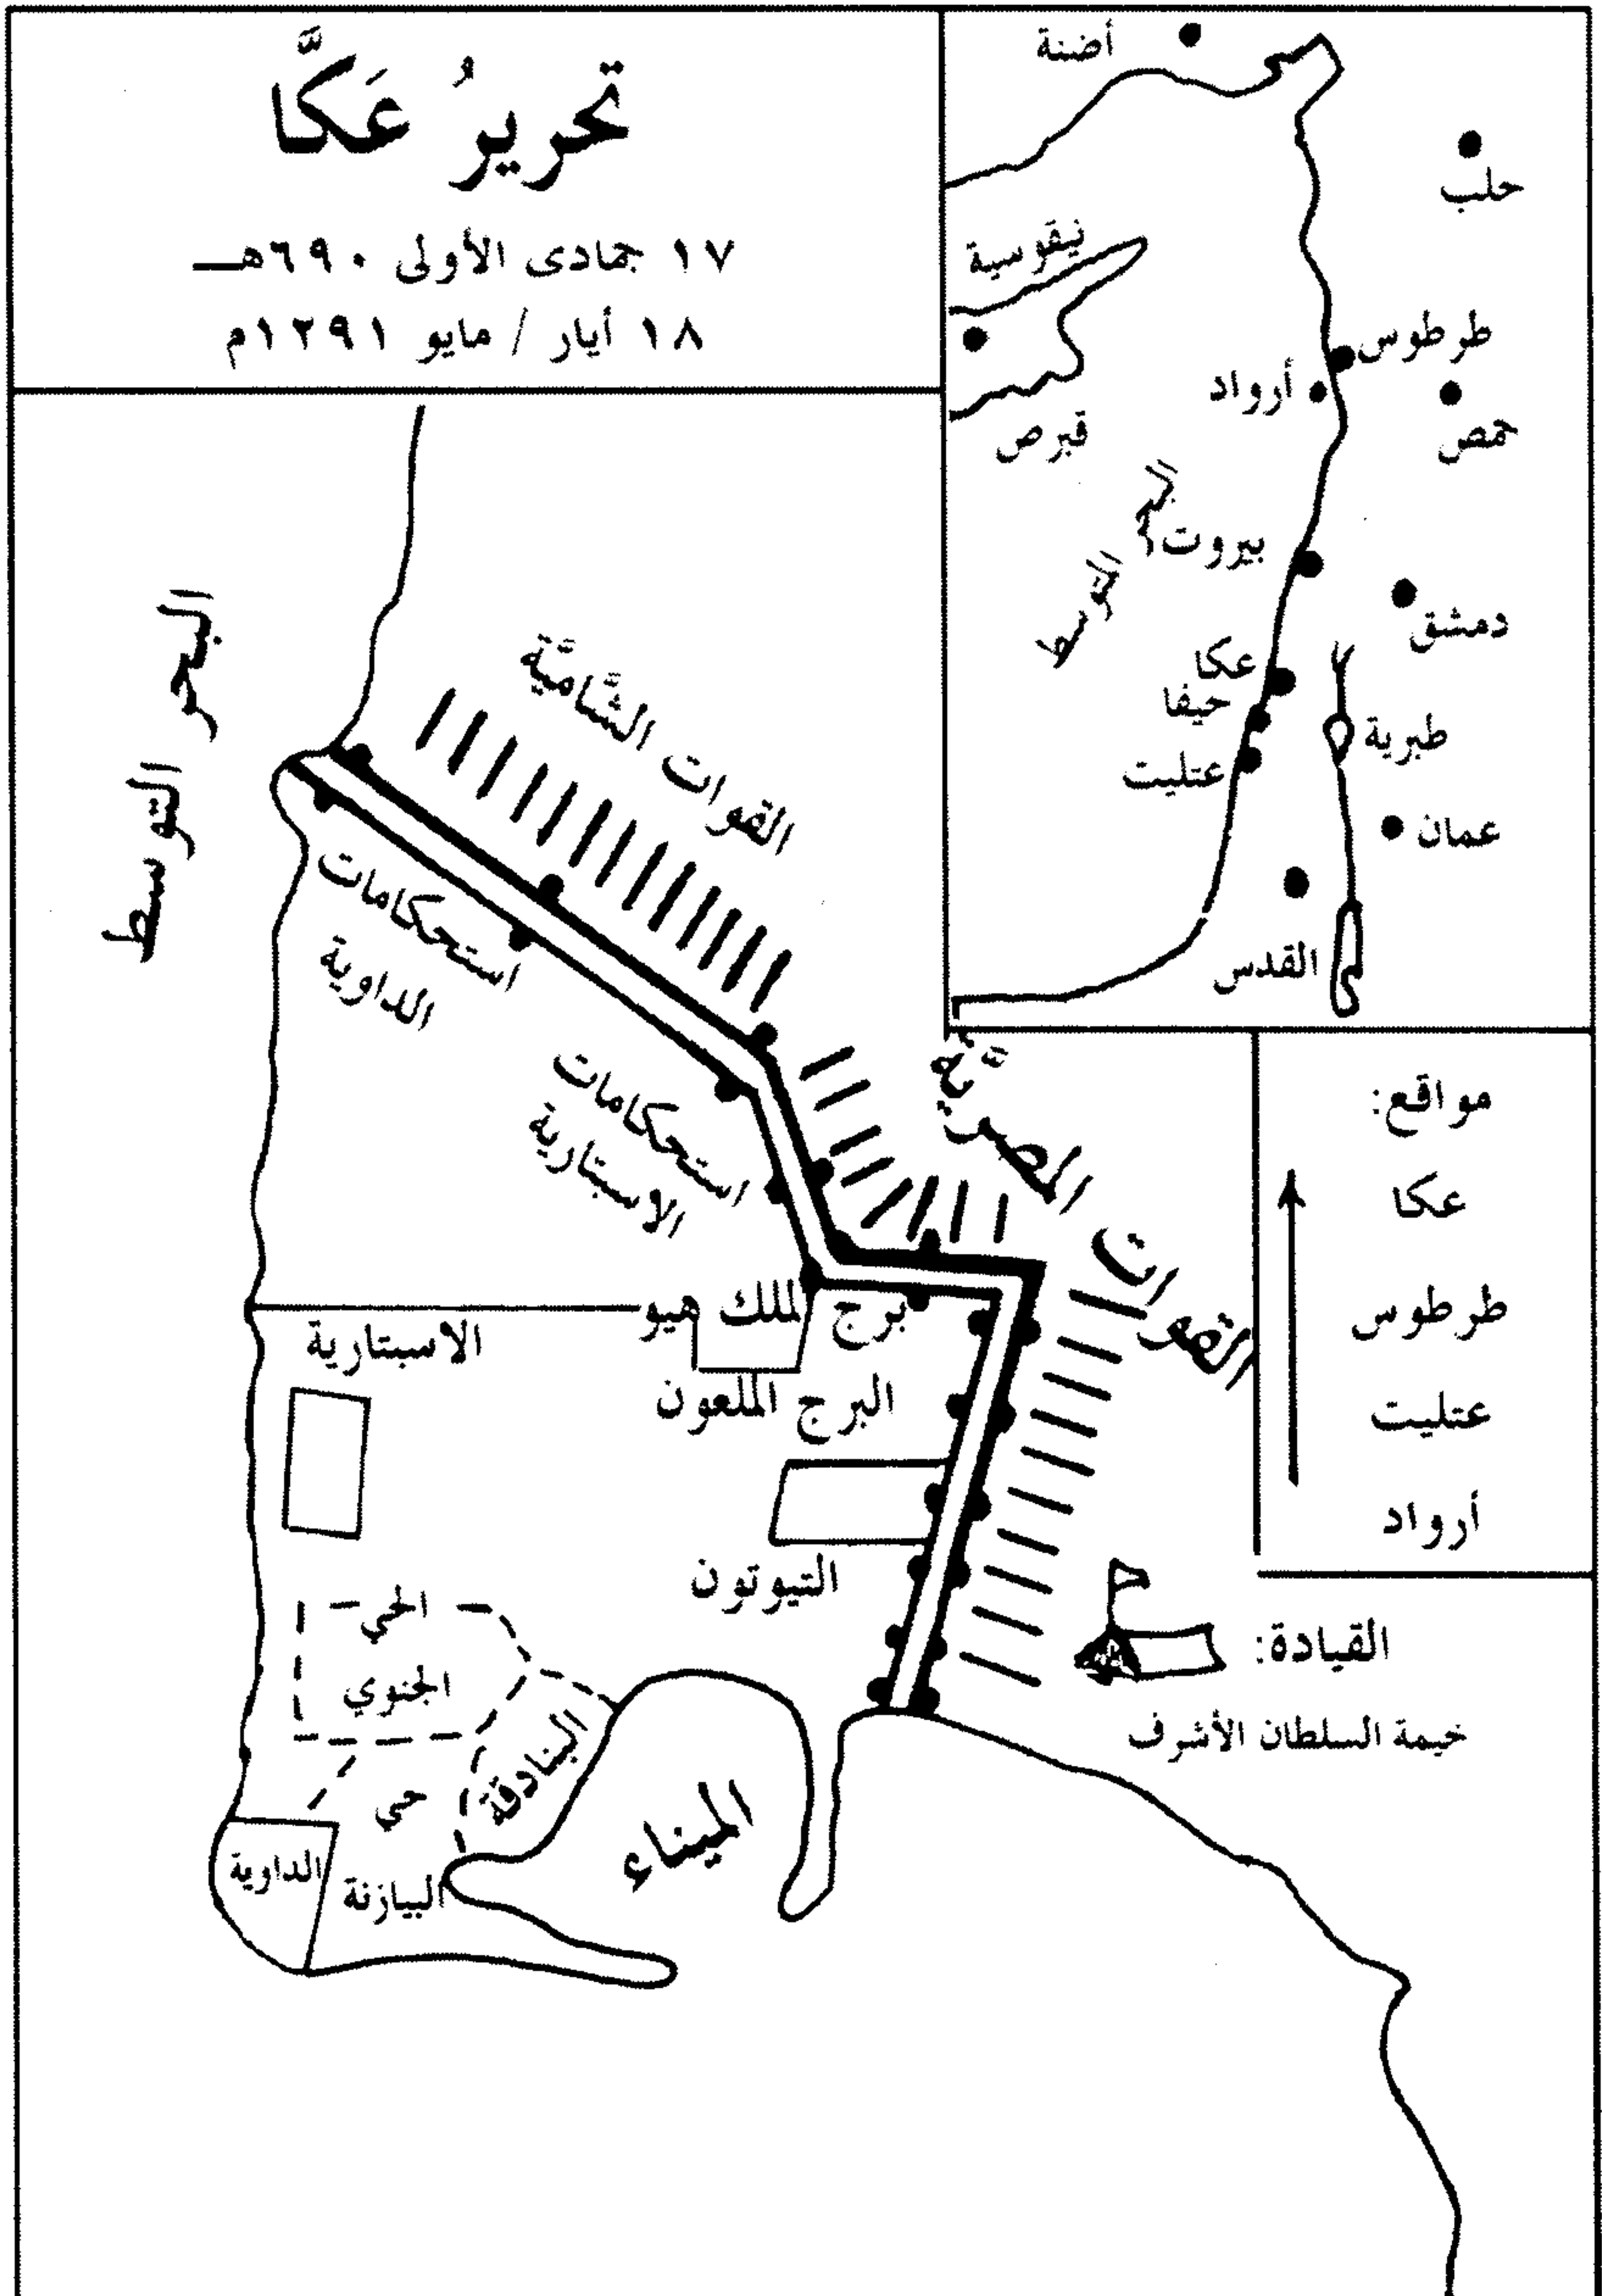 تحريرُ عَكَّا
١٧ جمادى الأولى ٦٩٠هـ
١٨ أيار / مايو ١٢٩١م
أضنة
حلب
نيقوسية
طرطوس
أرواد
حمص
قبرص
البحر
المتوسط
بيروت
دمشق
عكا
حيفا
طبرية
عتليت
عمان
القدس
مواقع:
عكا
طرطوس
عتليت
أرواد
البحر المتوسط
القوات الشَّاميَّة
استحكامات
الداوية
استحكامات
الاسبتارية
القوات المصريَّة
برج الملك هيو
الاسبتارية
البرج الملعون
التيوتون
القيادة:
خيمة السلطان الأشرف
الحي
الجنوي
البنادقة
حي
البيازنة
الداوية
الميناء